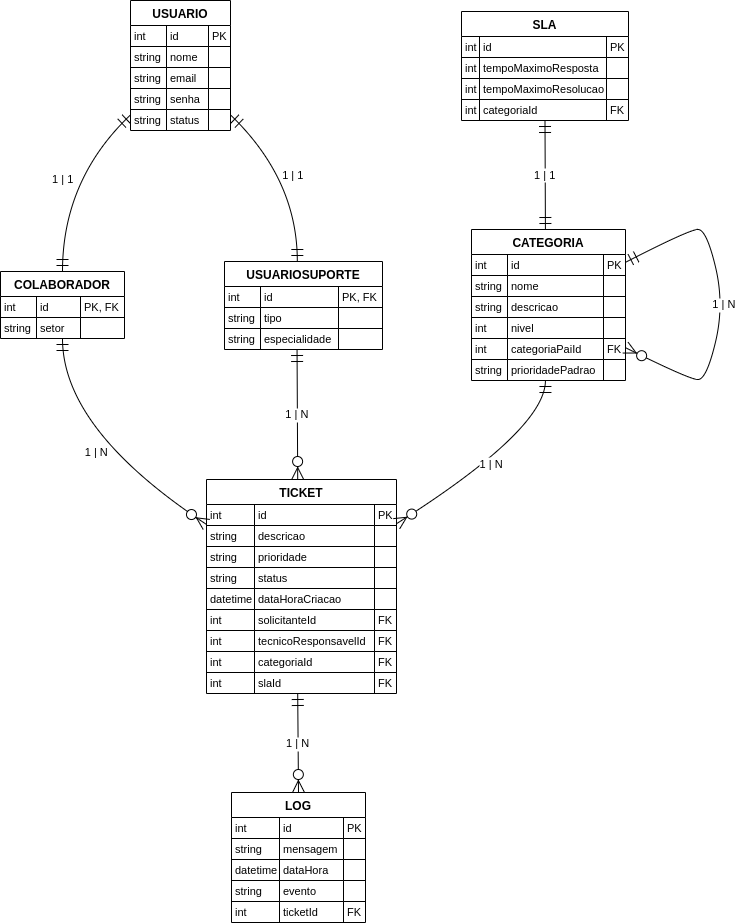 USUARIO
int id PK
string nome
string email
string senha
string status
SLA
int id PK
int tempoMaximoResposta
int tempoMaximoResolucao
int categoriaId FK
1 | 1
1 | 1
1 | 1
COLABORADOR
int id PK, FK
string setor
USUARIOSUPORTE
int id PK, FK
string tipo
string especialidade
CATEGORIA
int id PK
string nome
string descricao
int nivel
int categoriaPaiId FK
string prioridadePadrao
1 | N
1 | N
1 | N
1 | N
TICKET
int id PK
string descricao
string prioridade
string status
datetime dataHoraCriacao
int solicitanteId FK
int tecnicoResponsavelId FK
int categoriaId FK
int slaId FK
1 | N
LOG
int id PK
string mensagem
datetime dataHora
string evento
int ticketId FK